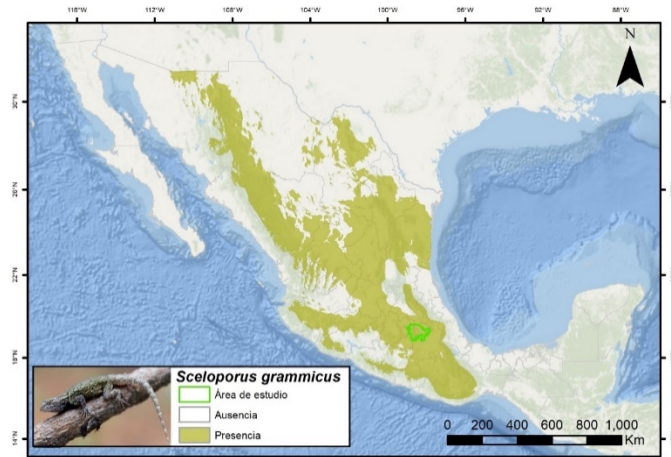 116°W 112°W 108°W 104°W 100°W 96°W 92°W 88°W
N
30°N
26°N
22°N
18°N
14°N
Sceloporus grammicus
Área de estudio
Ausencia
Presencia
0 200 400 600 800 1,000
Km